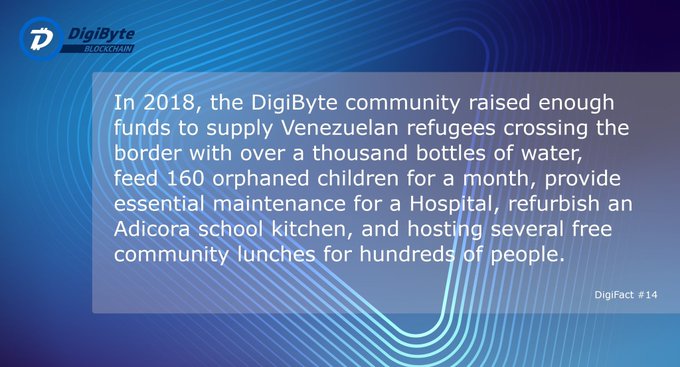 DigiByte
BLOCKCHAIN
In 2018, the DigiByte community raised enough
funds to supply Venezuelan refugees crossing the
border with over a thousand bottles of water,
feed 160 orphaned children for a month, provide
essential maintenance for a Hospital, refurbish an
Adicora school kitchen, and hosting several free
community lunches for hundreds of people.
DigiFact #14